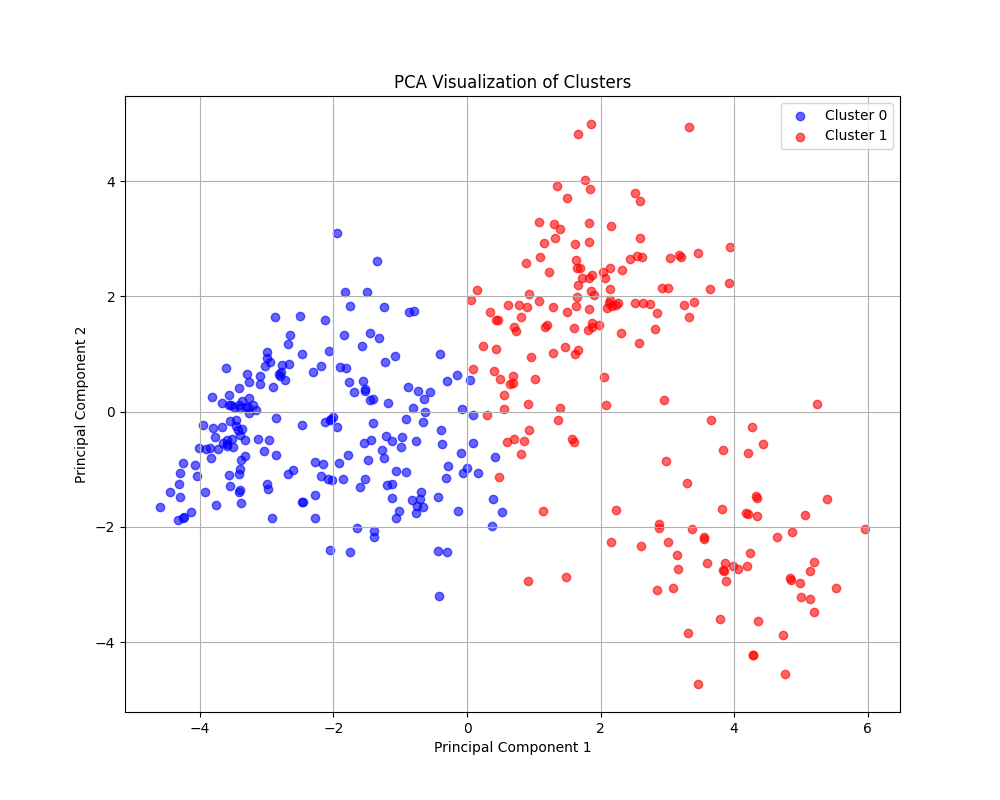 PCA Visualization of Clusters
Cluster 0
Cluster 1
4
2
0
−2
−4
Principal Component 2
−4
−2
0
2
4
6
Principal Component 1